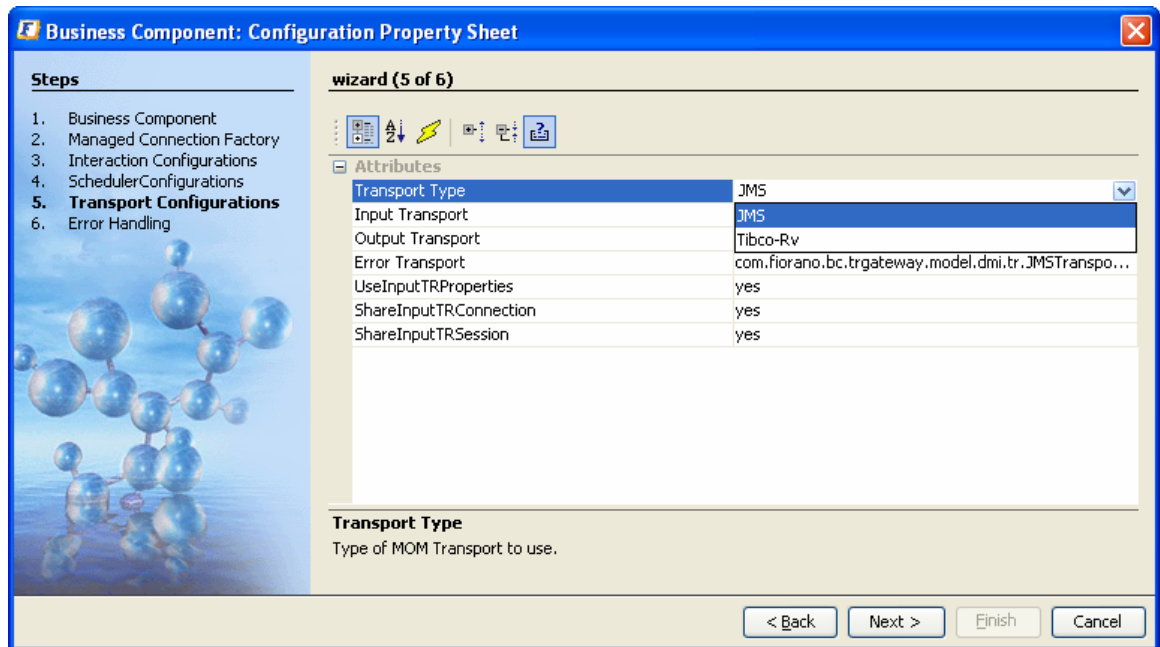 Business Component: Configuration Property Sheet
Steps
1. Business Component
2. Managed Connection Factory
3. Interaction Configurations
4. SchedulerConfigurations
5. Transport Configurations
6. Error Handling
wizard (5 of 6)
Attributes
Transport Type JMS
Input Transport JMS
Output Transport Tibco-Rv
Error Transport com.fiorano.bc.trgateway.model.dmi.tr.JMSTranspo...
UseInputTRProperties yes
ShareInputTRConnection yes
ShareInputTRSession yes
Transport Type
Type of MOM Transport to use.
< Back Next > Finish Cancel